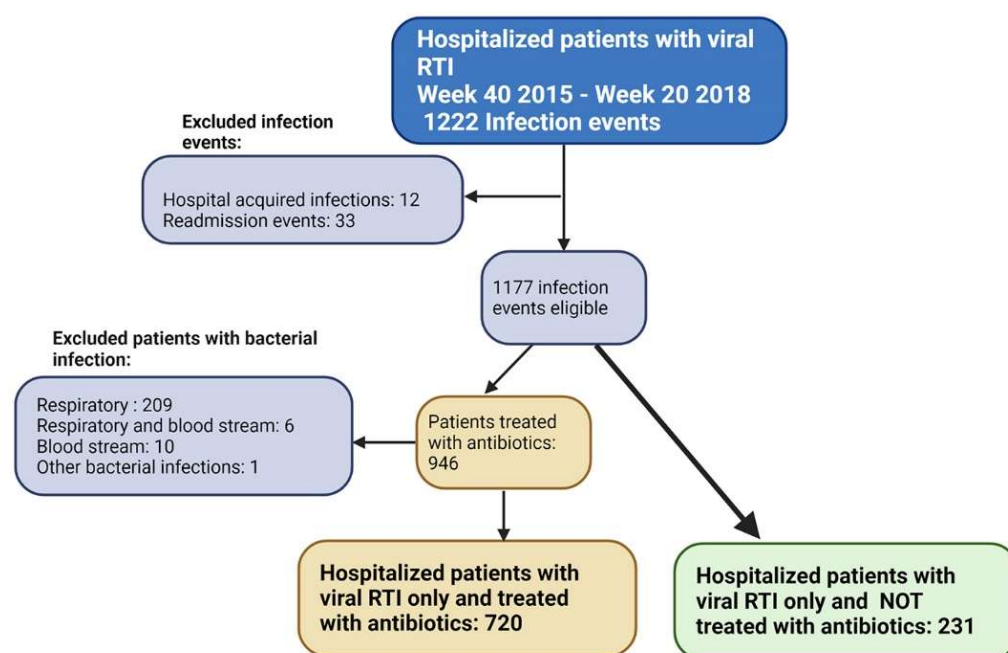 Hospitalized patients with viral
RTI
Week 40 2015 - Week 20 2018
1222 Infection events
Excluded infection
events:
Hospital acquired infections: 12
Readmission events: 33
1177 infection
events eligible
Excluded patients with bacterial
infection:
Respiratory : 209
Respiratory and blood stream: 6
Blood stream: 10
Other bacterial infections: 1
Patients treated
with antibiotics:
946
Hospitalized patients with
viral RTI only and treated
with antibiotics: 720
Hospitalized patients with
viral RTI only and NOT
treated with antibiotics: 231